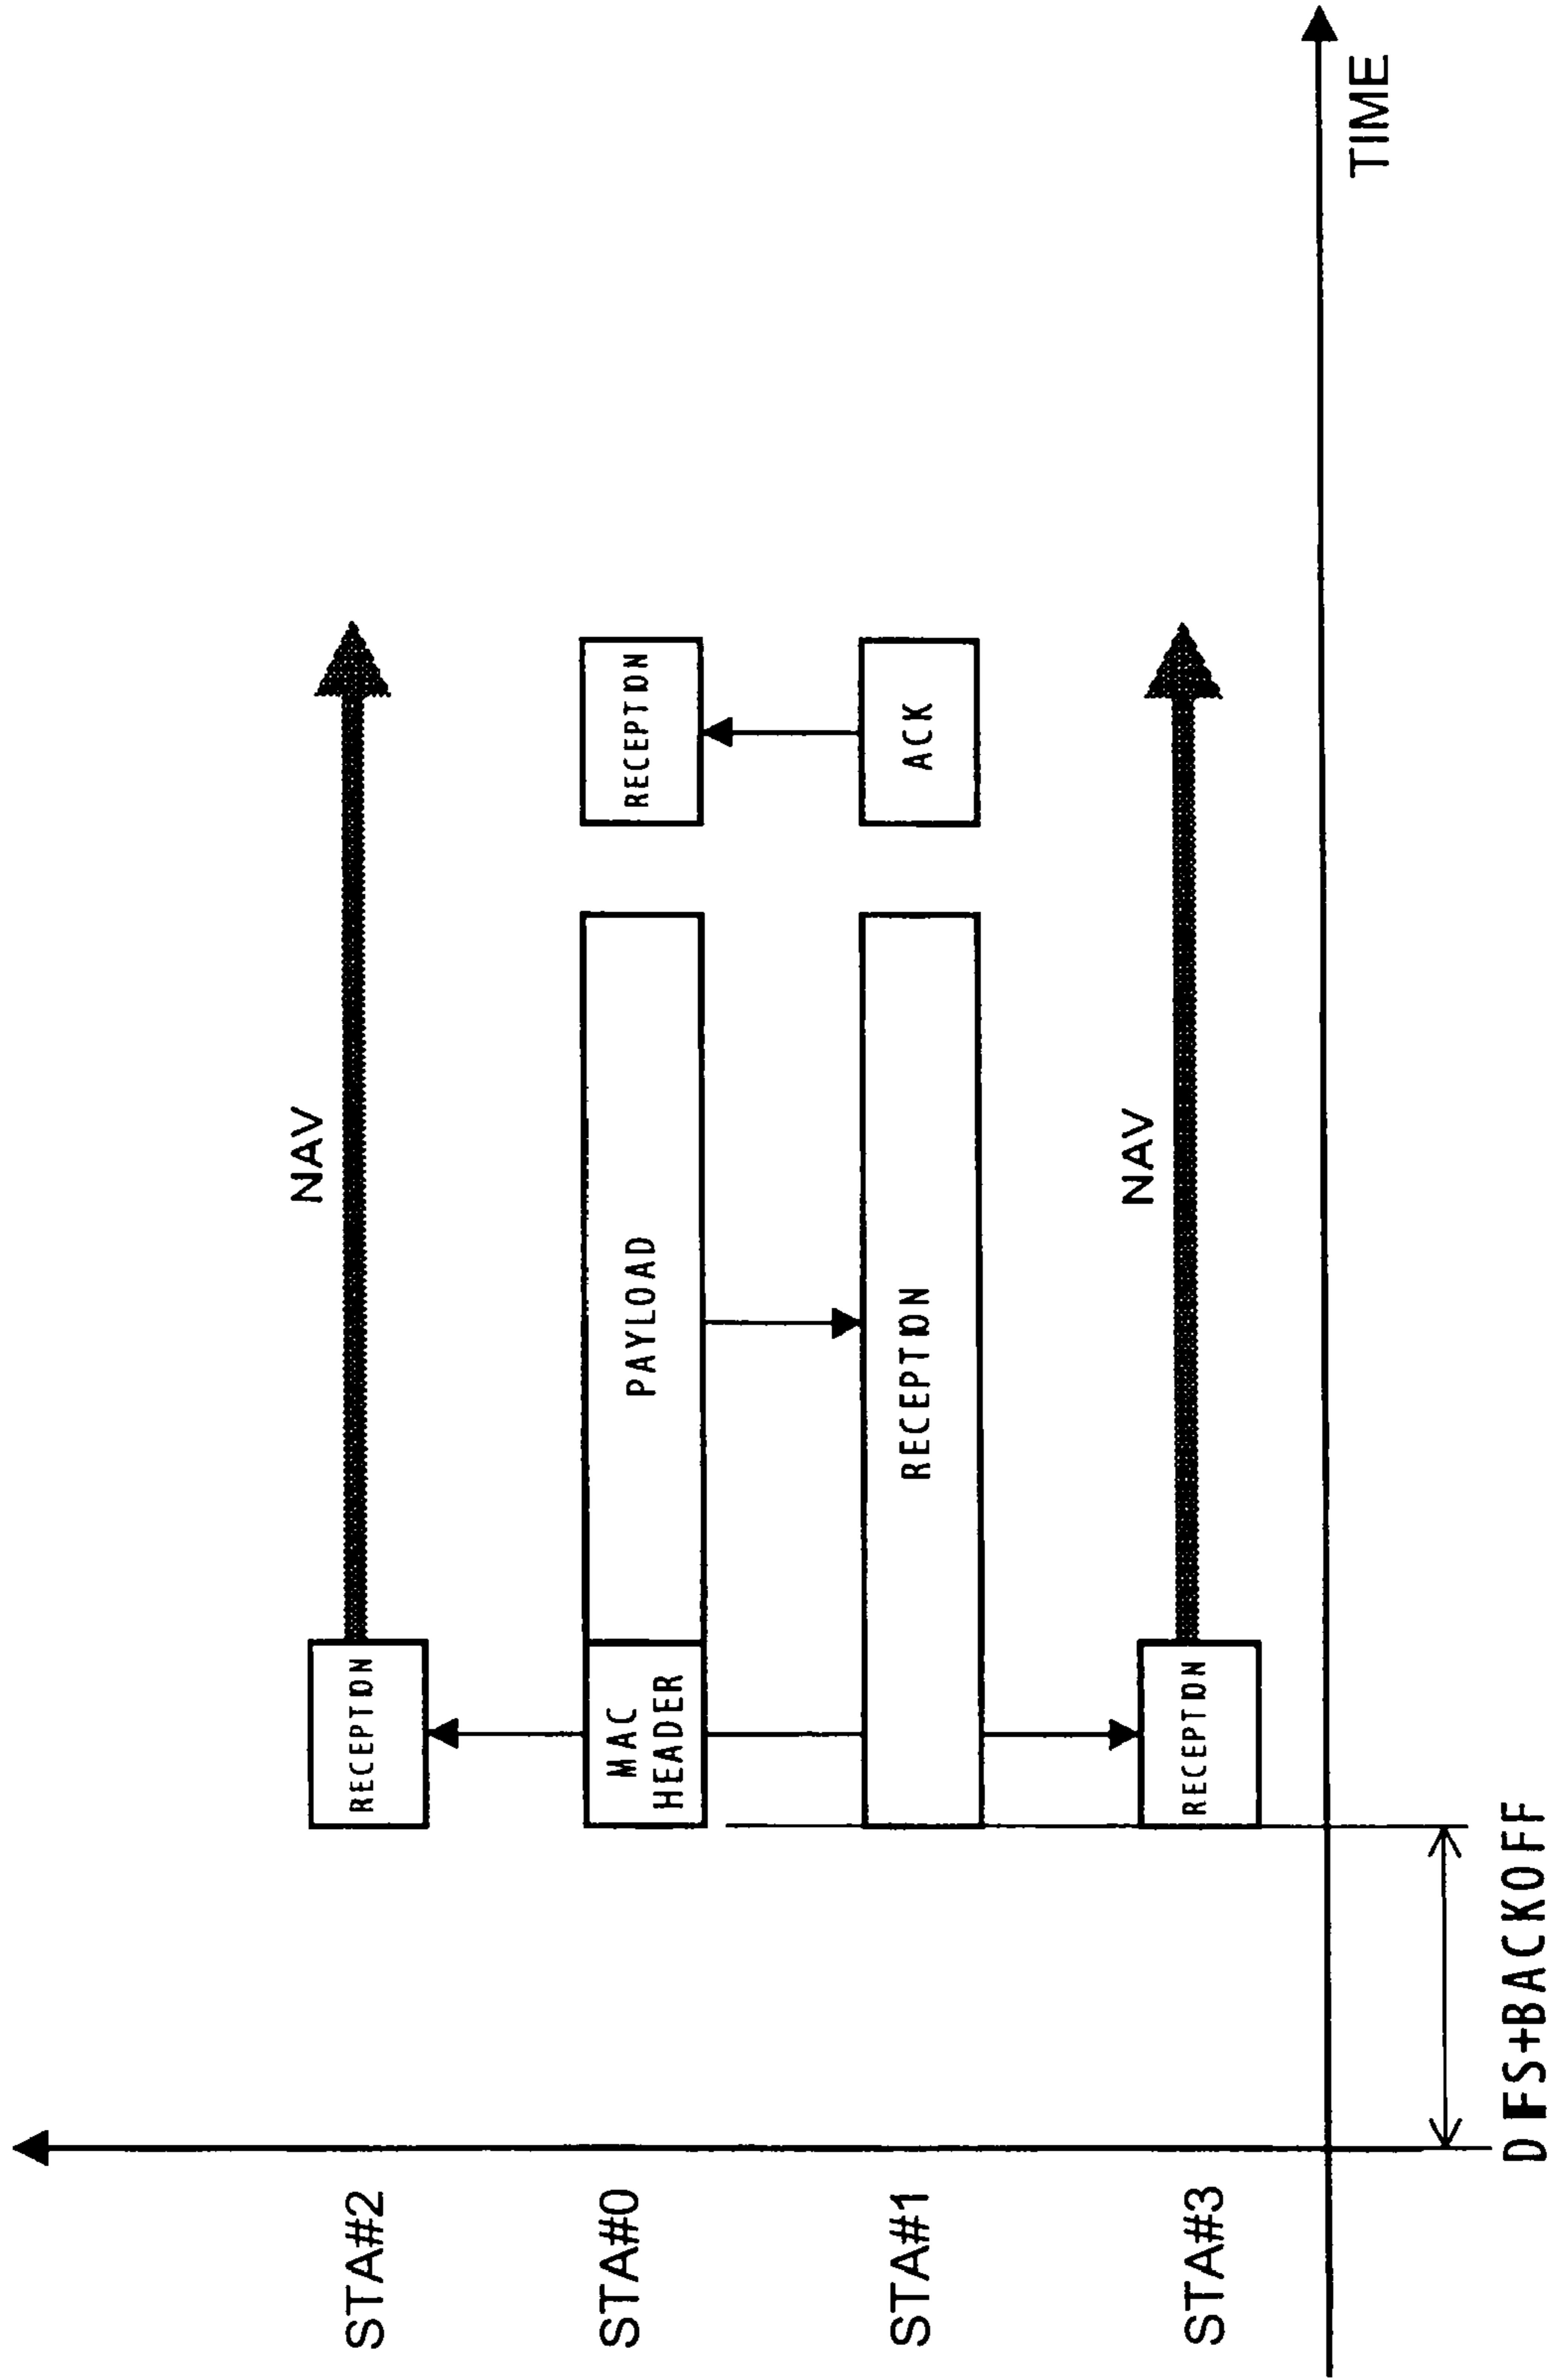 NAV
STA#2
RECEPTION
STA#0
MAC
HEADER
PAYLOAD
RECEPTION
STA#1
RECEPTION
ACK
NAV
STA#3
RECEPTION
TIME
DIFS+BACKOFF